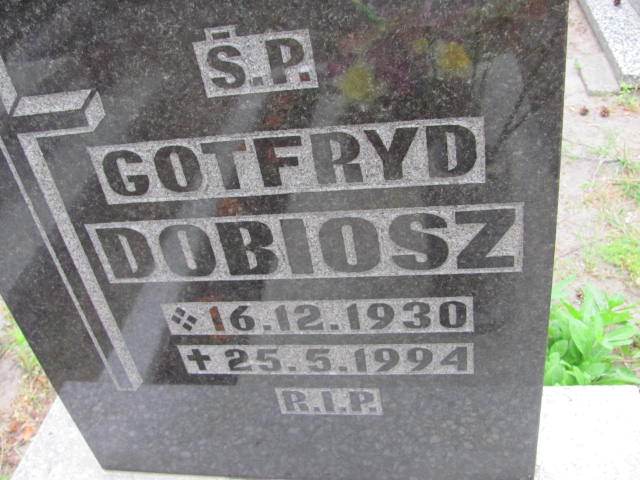 Ś.P.
GOTFRYD
DOBIOSZ
16.12.1930
✝25.5.1994
R.I.P.